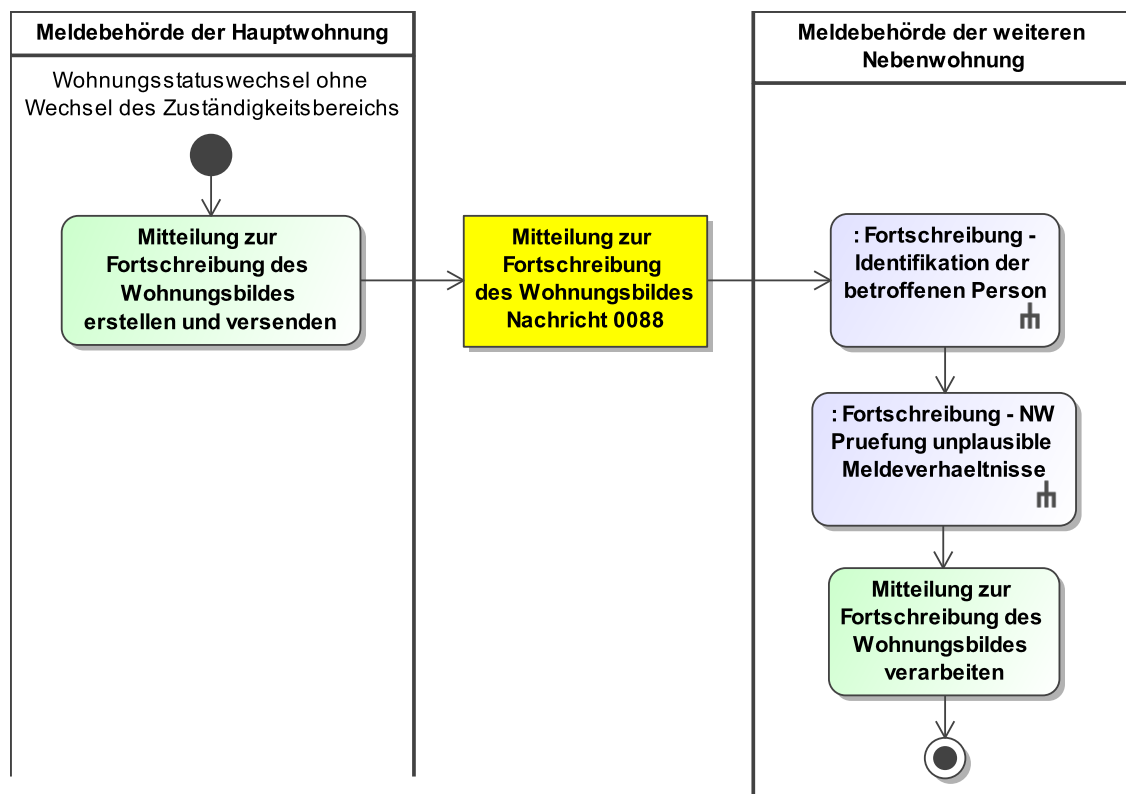 Meldebehörde der Hauptwohnung
Wohnungsstatuswechsel ohne
Wechsel des Zuständigkeitsbereichs
Mitteilung zur
Fortschreibung des
Wohnungsbildes
erstellen und versenden
Mitteilung zur
Fortschreibung
des Wohnungsbildes
Nachricht 0088
Meldebehörde der weiteren
Nebenwohnung
: Fortschreibung -
Identifikation der
betroffenen Person
: Fortschreibung - NW
Pruefung unplausible
Meldeverhaeltnisse
Mitteilung zur
Fortschreibung des
Wohnungsbildes
verarbeiten